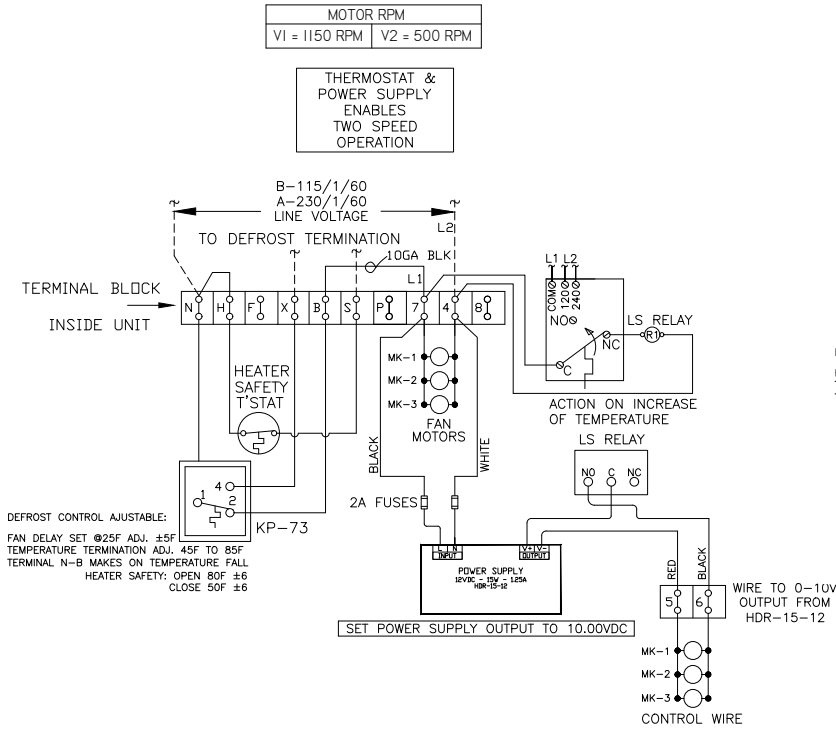 MOTOR RPM
V1 = 1150 RPM V2 = 500 RPM
THERMOSTAT &
POWER SUPPLY
ENABLES
TWO SPEED
OPERATION
B-115/1/60
A-230/1/60
LINE VOLTAGE
L2
TO DEFROST TERMINATION
10GA BLK
L1
TERMINAL BLOCK
INSIDE UNIT
N H F X B S P 7 4 8
L1 L2
COM 120 240
NO
NC
C
LS RELAY
R1
ACTION ON INCREASE
OF TEMPERATURE
HEATER
SAFETY
T'STAT
MK-1
MK-2
MK-3
FAN
MOTORS
BLACK
WHITE
2A FUSES
LS RELAY
NO C NC
4
1
2
KP-73
DEFROST CONTROL AJUSTABLE:
FAN DELAY SET @25F ADJ. ±5F
TEMPERATURE TERMINATION ADJ. 45F TO 85F
TERMINAL N-B MAKES ON TEMPERATURE FALL
HEATER SAFETY: OPEN 80F ±6
CLOSE 50F ±6
L N
INPUT
V+ V-
OUTPUT
POWER SUPPLY
12VDC - 15W - 1.25A
HDR-15-12
SET POWER SUPPLY OUTPUT TO 10.00VDC
RED
BLACK
5 6
WIRE TO 0-10V
OUTPUT FROM
HDR-15-12
MK-1
MK-2
MK-3
CONTROL WIRE